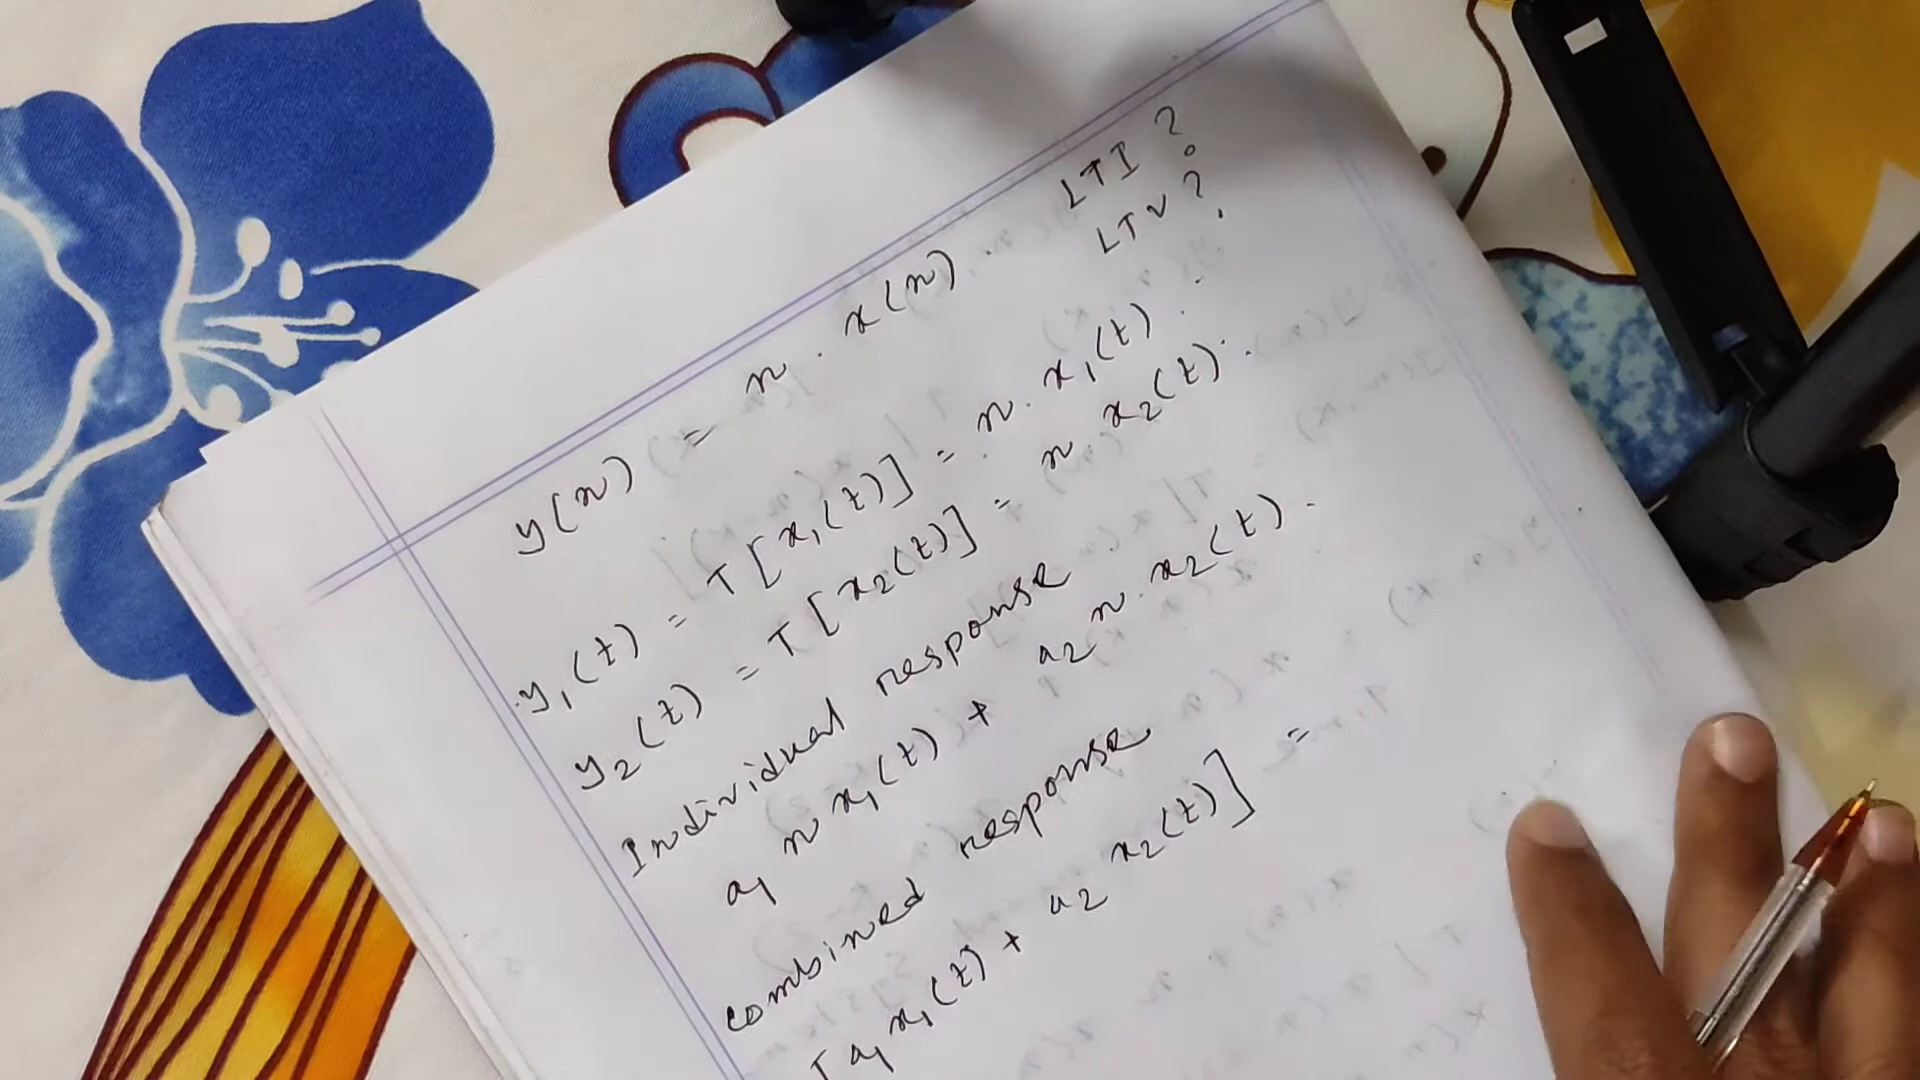 LTI ?
LTV ?
y(n) = n . x(n) .
y₁(t) = T[x₁(t)] = n . x₁(t) .
y₂(t) = T[x₂(t)] = n x₂(t) .
Individual response
a₁ n x₁(t) + a₂ n . x₂(t) .
combined response
T[a₁ x₁(t) + a₂ x₂(t)] =